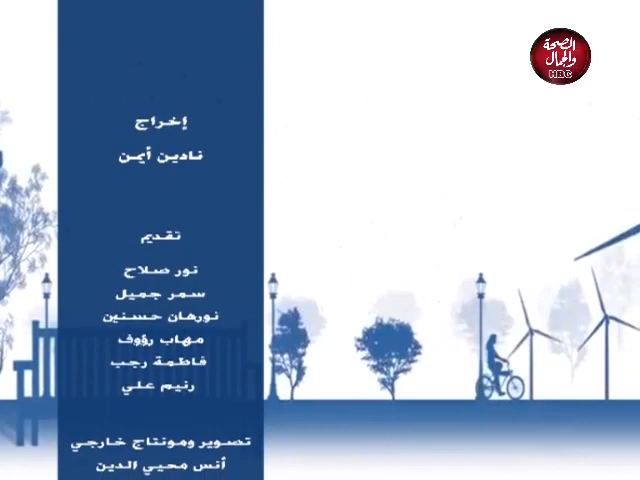 الصحة
والجمال
HBC
إخراج
نادين أيمن
تقديم
نور صلاح
سمر جميل
نورهان حسنين
مهاب رؤوف
فاطمة رجب
رنيم علي
تصوير ومونتاج خارجي
أنس محيي الدين